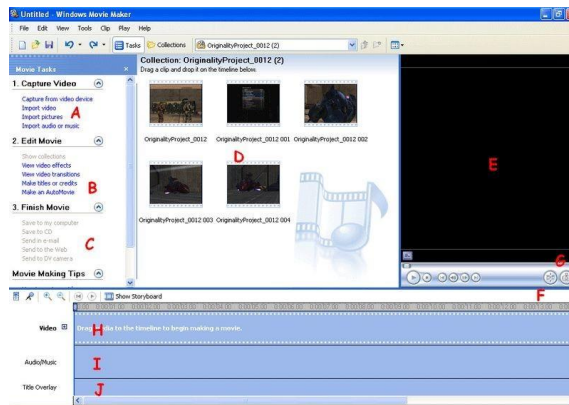 Untitled - Windows Movie Maker
File Edit View Tools Clip Play Help
Tasks Collections OriginalityProject_0012 (2)
Movie Tasks
Collection: OriginalityProject_0012 (2)
Drag a clip and drop it on the timeline below.
1. Capture Video
Capture from video device
Import video
Import pictures
Import audio or music
A
OriginalityProject_0012 OriginalityProject_0012 001 OriginalityProject_0012 002
2. Edit Movie
Show collections
View video effects
View video transitions
Make titles or credits
Make an AutoMovie
B
D
E
3. Finish Movie
Save to my computer
Save to CD
Send in e-mail
Send to the Web
Send to DV camera
C
OriginalityProject_0012 003 OriginalityProject_0012 004
Movie Making Tips
G
F
Show Storyboard
Video
H
Drag media to the timeline to begin making a movie.
Audio/Music
I
Title Overlay
J